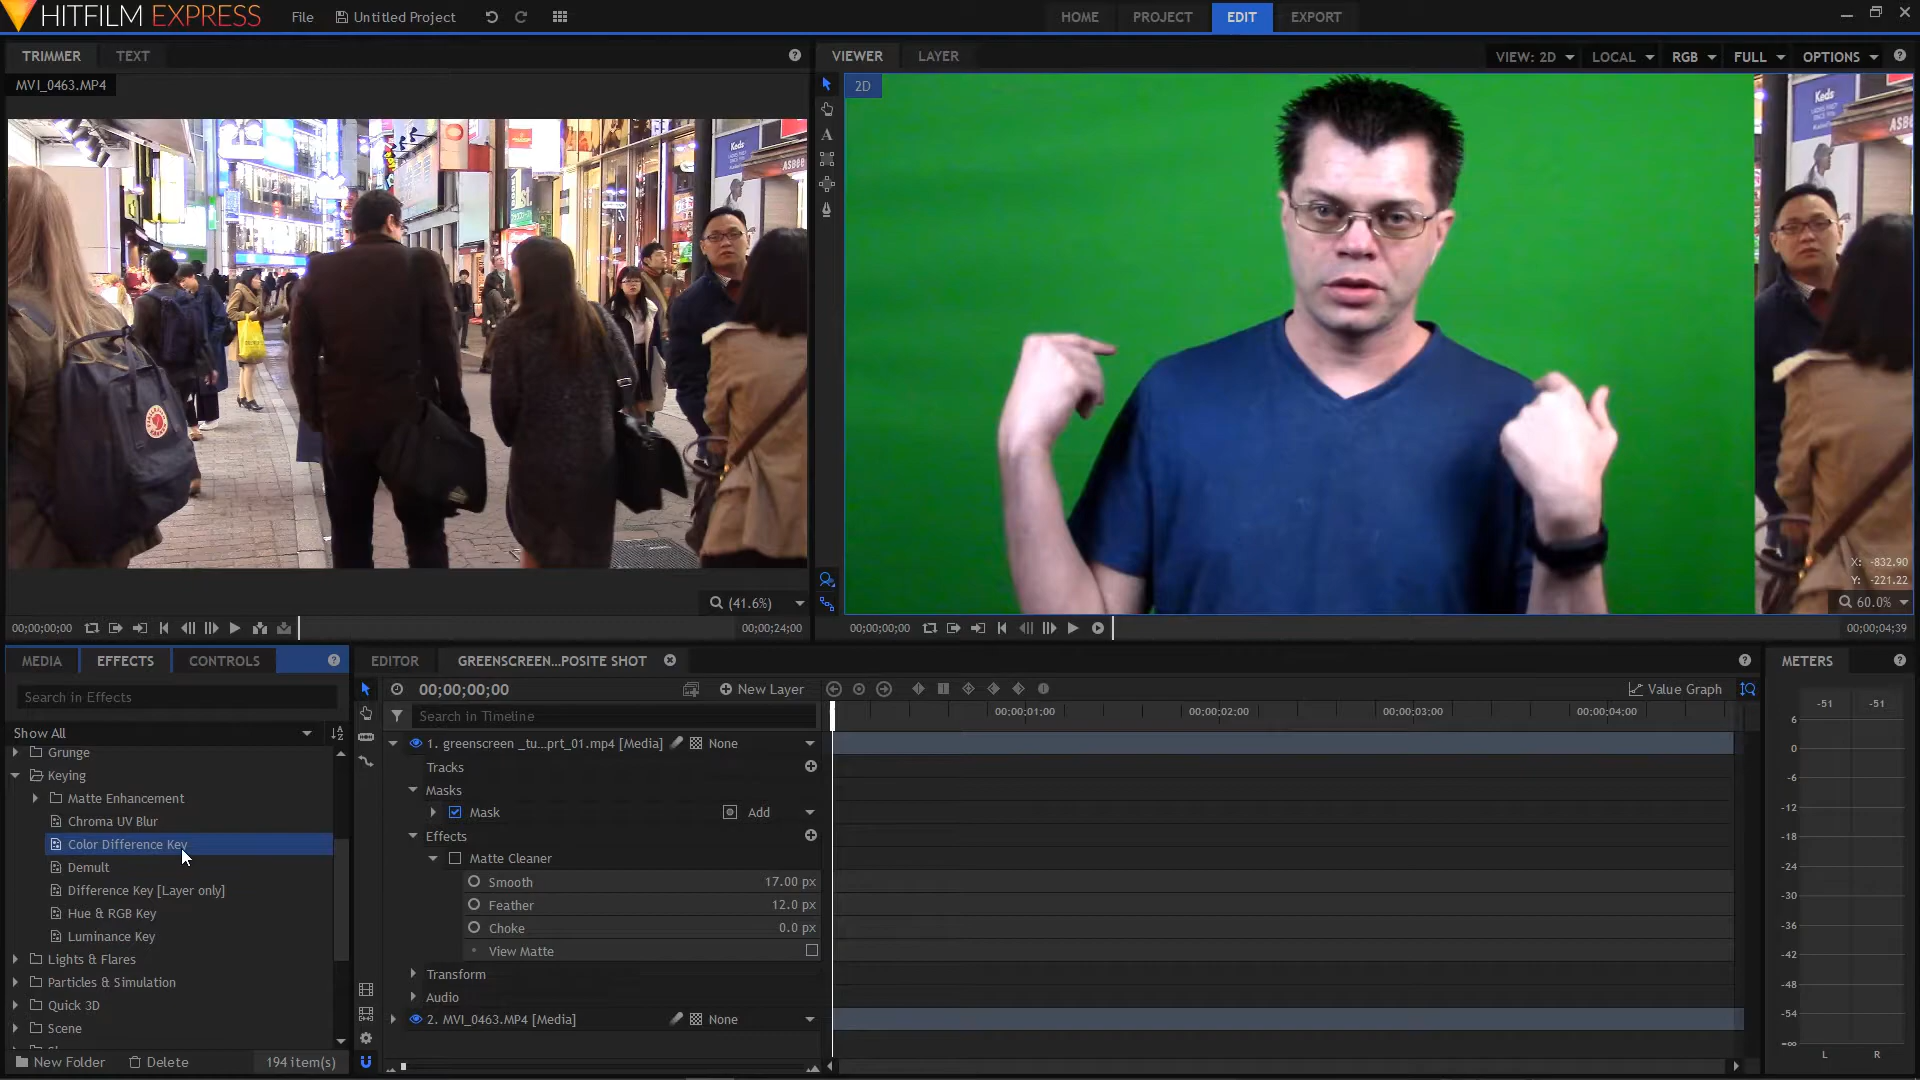 HITFILM EXPRESS
File
Untitled Project
HOME
PROJECT
EDIT
EXPORT
TRIMMER
TEXT
MVI_0463.MP4
Keds
ASBEE
(41.6%)
00;00;00;00
00;00;24;00
VIEWER
LAYER
VIEW: 2D
LOCAL
RGB
FULL
OPTIONS
2D
Keds
ASB
X: -832.90
Y: -221.22
60.0%
00;00;00;00
00;00;04;39
MEDIA
EFFECTS
CONTROLS
Search in Effects
Show All
Grunge
Keying
Matte Enhancement
Chroma UV Blur
Color Difference Key
Demult
Difference Key [Layer only]
Hue & RGB Key
Luminance Key
Lights & Flares
Particles & Simulation
Quick 3D
Scene
New Folder
Delete
194 item(s)
EDITOR
GREENSCREEN...POSITE SHOT
00;00;00;00
New Layer
Value Graph
Search in Timeline
00;00;01;00
00;00;02;00
00;00;03;00
00;00;04;00
1. greenscreen _tu...prt_01.mp4 [Media]
None
Tracks
Masks
Mask
Add
Effects
Matte Cleaner
Smooth
17.00 px
Feather
12.0 px
Choke
0.0 px
View Matte
Transform
Audio
2. MVI_0463.MP4 [Media]
None
METERS
-51
-51
6
0
-6
-12
-18
-24
-30
-36
-42
-48
-54
-∞
L
R